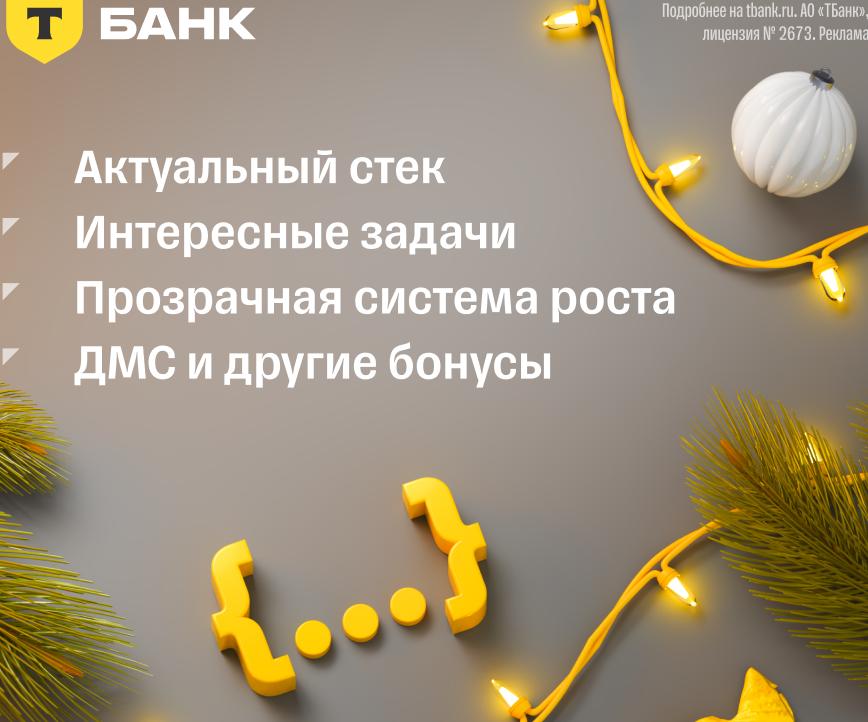 Т БАНК
Подробнее на tbank.ru. АО «ТБанк»,
лицензия № 2673. Реклама
Актуальный стек
Интересные задачи
Прозрачная система роста
ДМС и другие бонусы
{...}